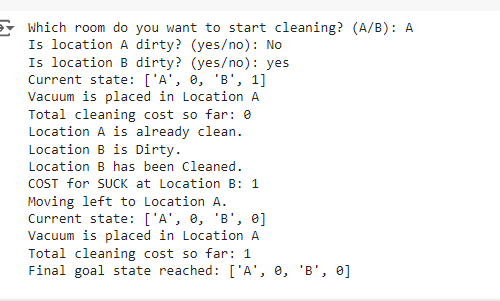 Which room do you want to start cleaning? (A/B): A
Is location A dirty? (yes/no): No
Is location B dirty? (yes/no): yes
Current state: ['A', 0, 'B', 1]
Vacuum is placed in Location A
Total cleaning cost so far: 0
Location A is already clean.
Location B is Dirty.
Location B has been Cleaned.
COST for SUCK at Location B: 1
Moving left to Location A.
Current state: ['A', 0, 'B', 0]
Vacuum is placed in Location A
Total cleaning cost so far: 1
Final goal state reached: ['A', 0, 'B', 0]